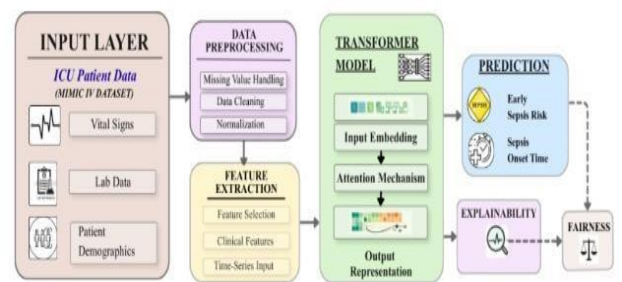 INPUT LAYER
ICU Patient Data
(MIMIC IV DATASET)
Vital Signs
Lab Data
Patient
Demographics
DATA
PREPROCESSING
Missing Value Handling
Data Cleaning
Normalization
FEATURE
EXTRACTION
Feature Selection
Clinical Features
Time-Series Input
TRANSFORMER
MODEL
Input Embedding
Attention Mechanism
Output
Representation
PREDICTION
SEPSIS
Early
Sepsis Risk
Sepsis
Onset Time
EXPLAINABILITY
FAIRNESS